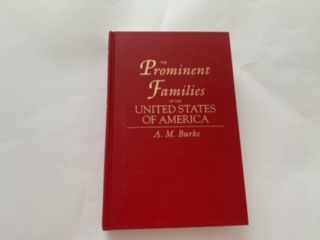 THE
Prominent
Families
OF THE
UNITED STATES
OF AMERICA
A. M. Burke